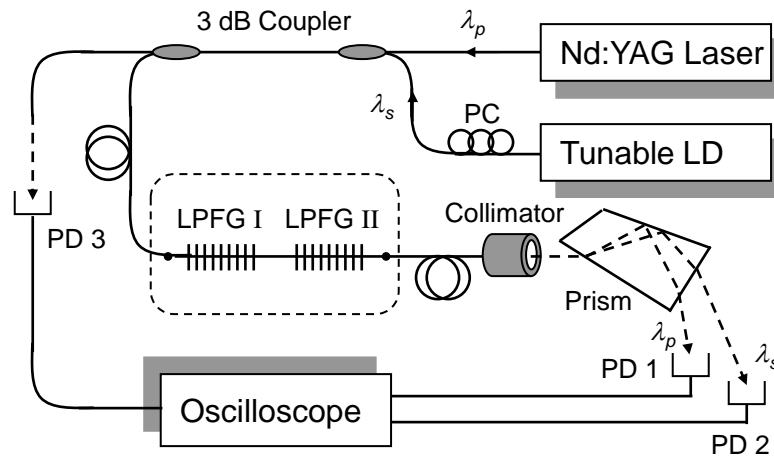 3 dB Coupler
λp
Nd:YAG Laser
λs
PC
Tunable LD
PD 3
LPFG I
LPFG II
Collimator
Prism
λp
PD 1
λs
PD 2
Oscilloscope